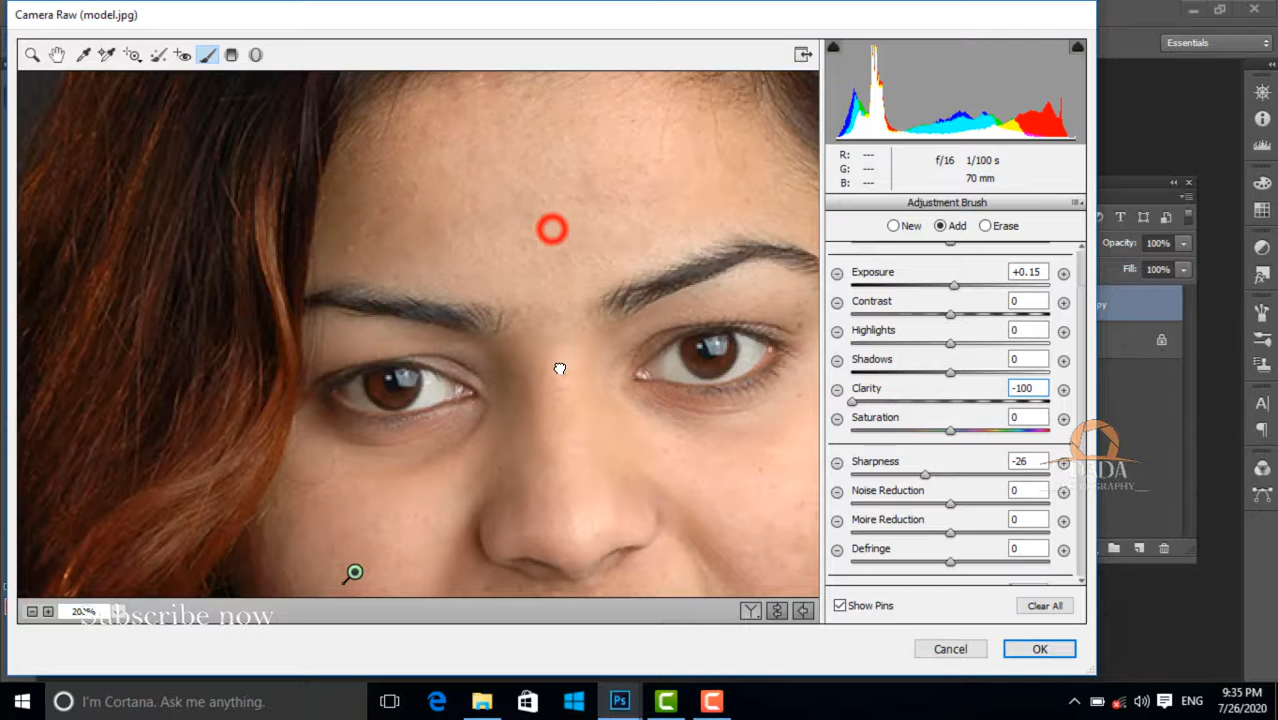 Camera Raw (model.jpg)
Essentials
R: ---
G: ---
B: ---
f/16 1/100 s
70 mm
Adjustment Brush
New Add Erase
Exposure +0.15
Contrast 0
Highlights 0
Shadows 0
Clarity -100
Saturation 0
Sharpness -26
Noise Reduction 0
Moire Reduction 0
Defringe 0
Opacity: 100%
Fill: 100%
Show Pins
Clear All
Subscribe now
Cancel
OK
I'm Cortana. Ask me anything.
Ps
ENG
9:35 PM
7/26/2020